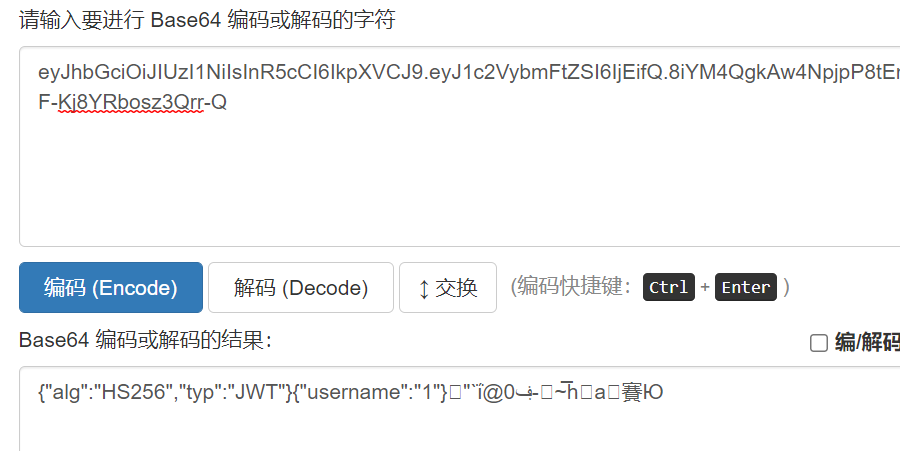 请输入要进行 Base64 编码或解码的字符
eyJhbGciOiJIUzI1NiIsInR5cCI6IkpXVCJ9.eyJ1c2VybmFtZSI6IjEifQ.8iYM4QgkAw4NpjpP8tEr
F-Kj8YRbosz3Qrr-Q
编码 (Encode) 解码 (Decode) ↕ 交换 (编码快捷键： Ctrl + Enter )
Base64 编码或解码的结果： 编/解码
{"alg":"HS256","typ":"JWT"}{"username":"1"}